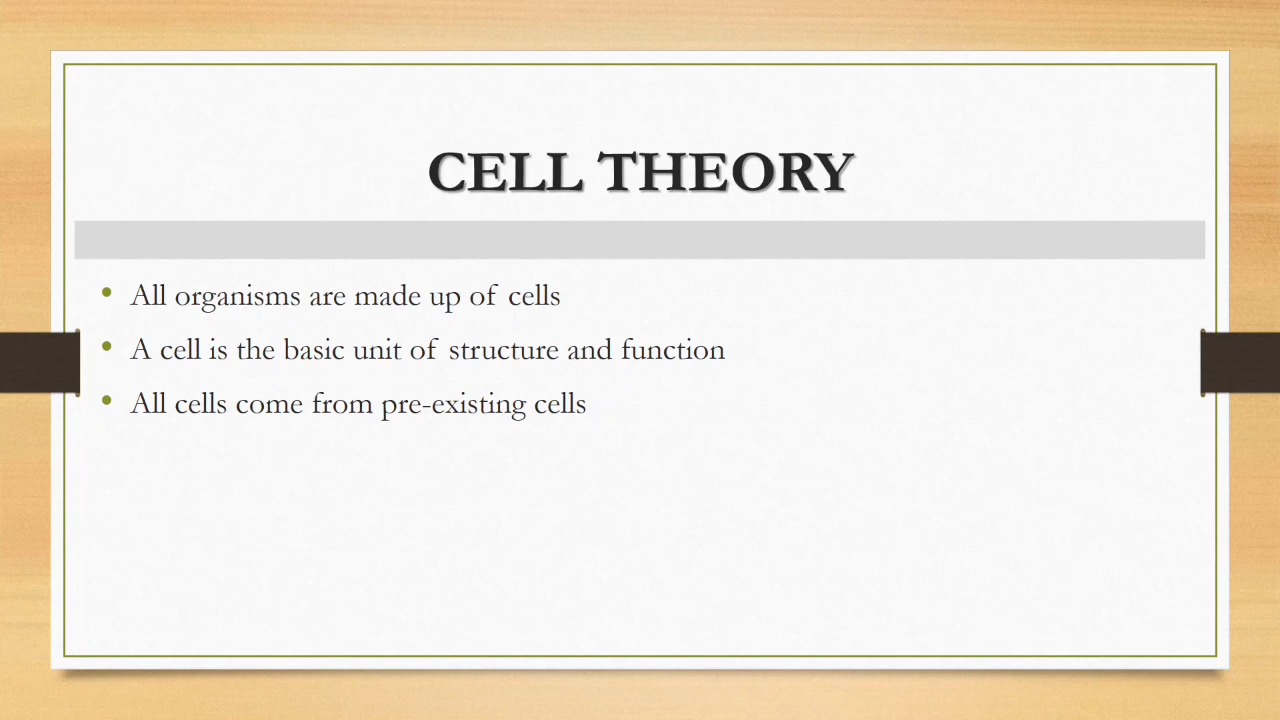 CELL THEORY
• All organisms are made up of cells
• A cell is the basic unit of structure and function
• All cells come from pre-existing cells